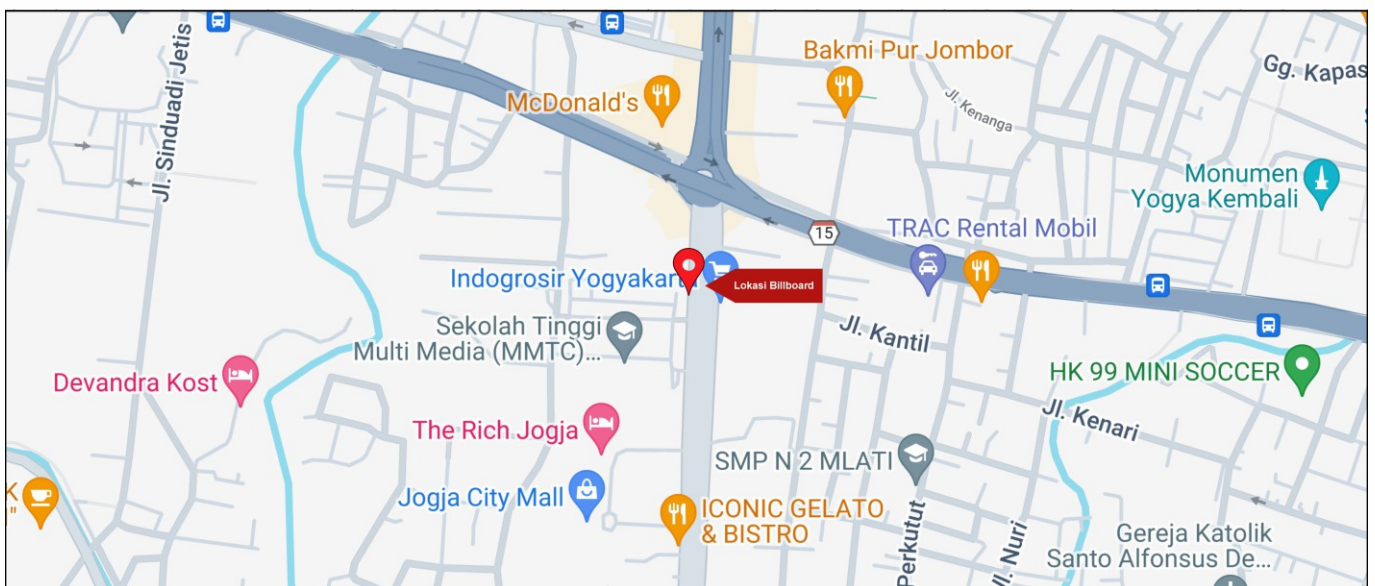 Jl. Sinduadi Jetis
McDonald's
Bakmi Pur Jombor
Gg. Kapas
Jl. Kenanga
Monumen
Yogya Kembali
15
TRAC Rental Mobil
Indogrosir Yogyakarta
Lokasi Billboard
Sekolah Tinggi
Multi Media (MMTC)...
Jl. Kantil
Devandra Kost
HK 99 MINI SOCCER
The Rich Jogja
Jl. Kenari
SMP N 2 MLATI
Jogja City Mall
K
"
ICONIC GELATO
& BISTRO
Perkutut
Jl. Nuri
Gereja Katolik
Santo Alfonsus De...